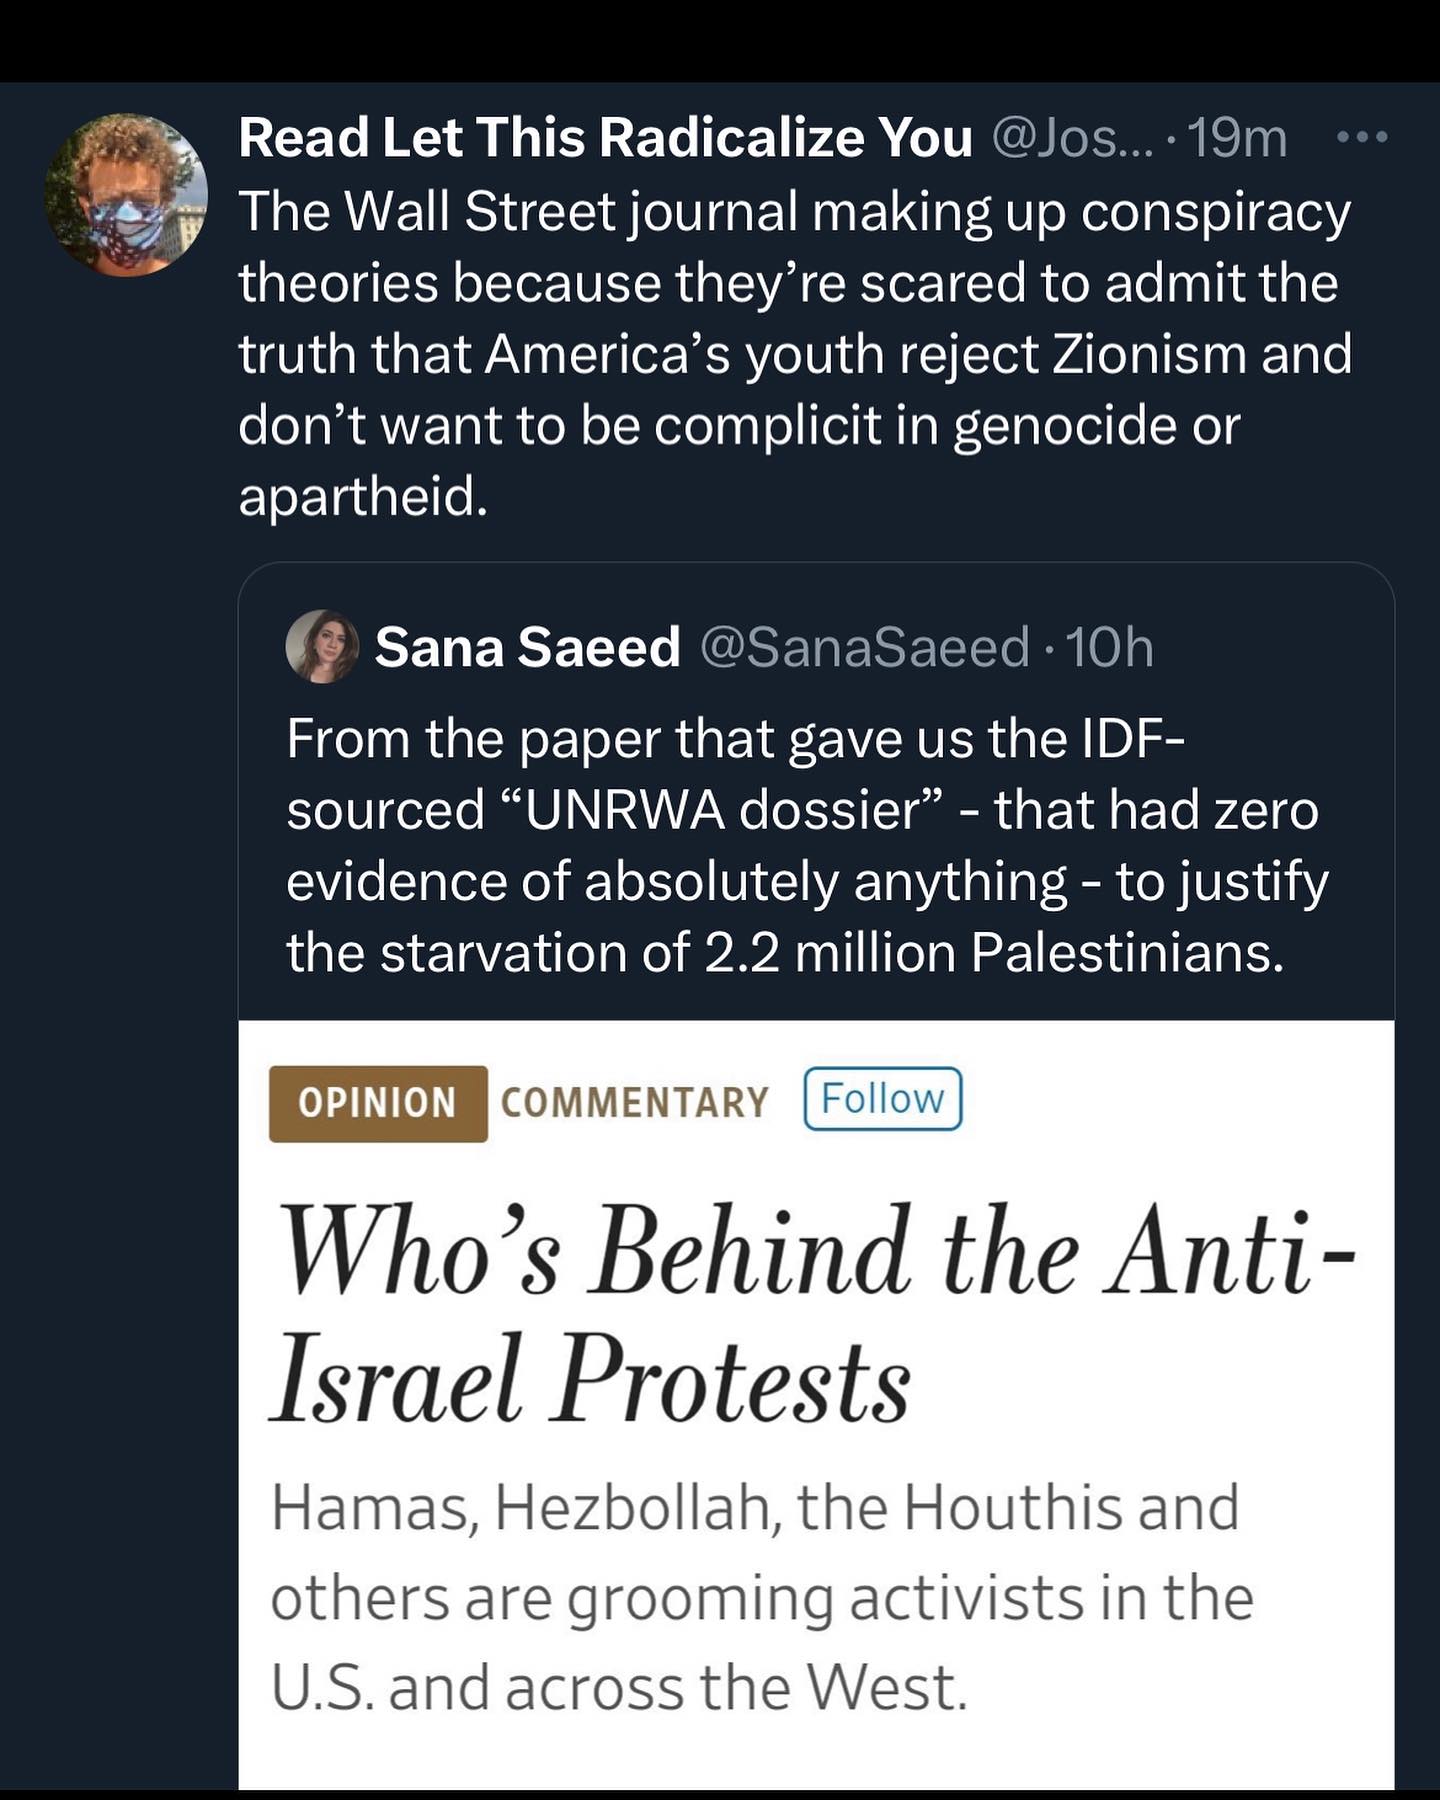 Read Let This Radicalize You @Jos... · 19m
The Wall Street journal making up conspiracy
theories because they’re scared to admit the
truth that America’s youth reject Zionism and
don’t want to be complicit in genocide or
apartheid.
Sana Saeed @SanaSaeed · 10h
From the paper that gave us the IDF-
sourced “UNRWA dossier” - that had zero
evidence of absolutely anything - to justify
the starvation of 2.2 million Palestinians.
OPINION COMMENTARY Follow
Who’s Behind the Anti-
Israel Protests
Hamas, Hezbollah, the Houthis and
others are grooming activists in the
U.S. and across the West.